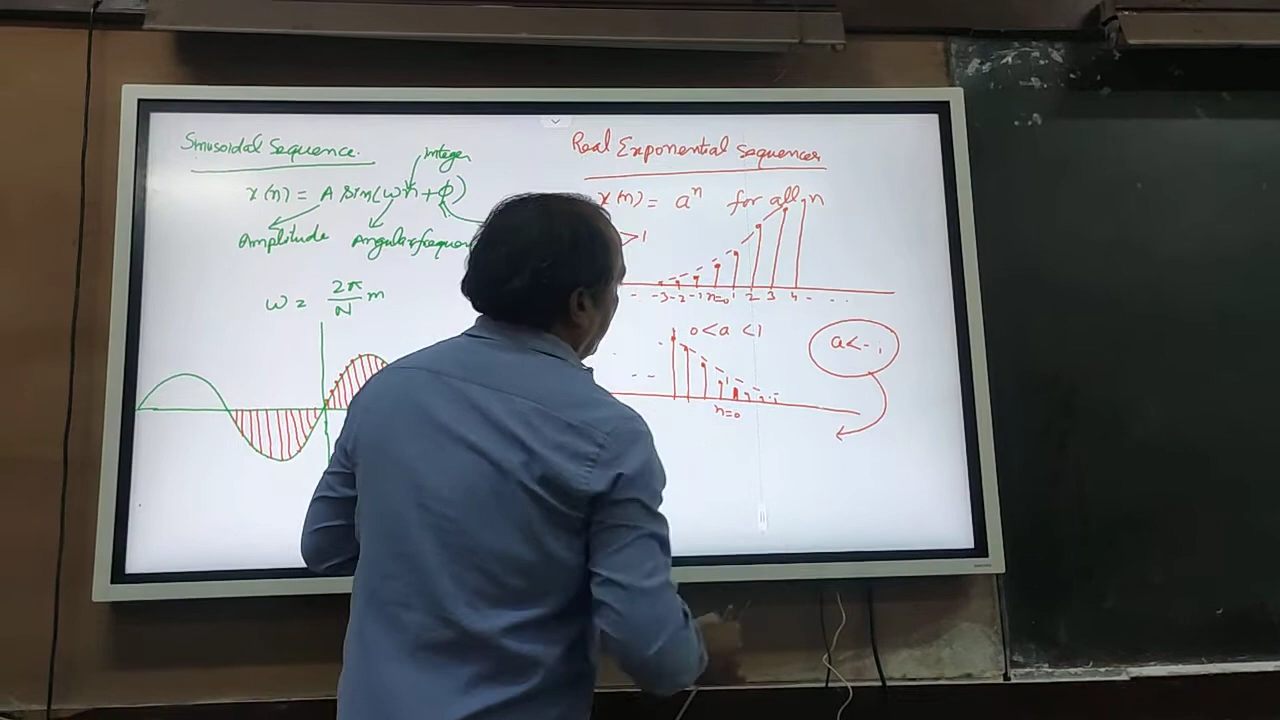 Sinusoidal Sequence.
integer
x(n) = A sin(ωn+ϕ)
Amplitude Angular frequen
ω = 2π/N m
Real Exponential Sequences
x(n) = aⁿ for all n
>1
-3 -2 -1 n=0 1 2 3 4 - . . .
0<a<1
a<-1
n=0